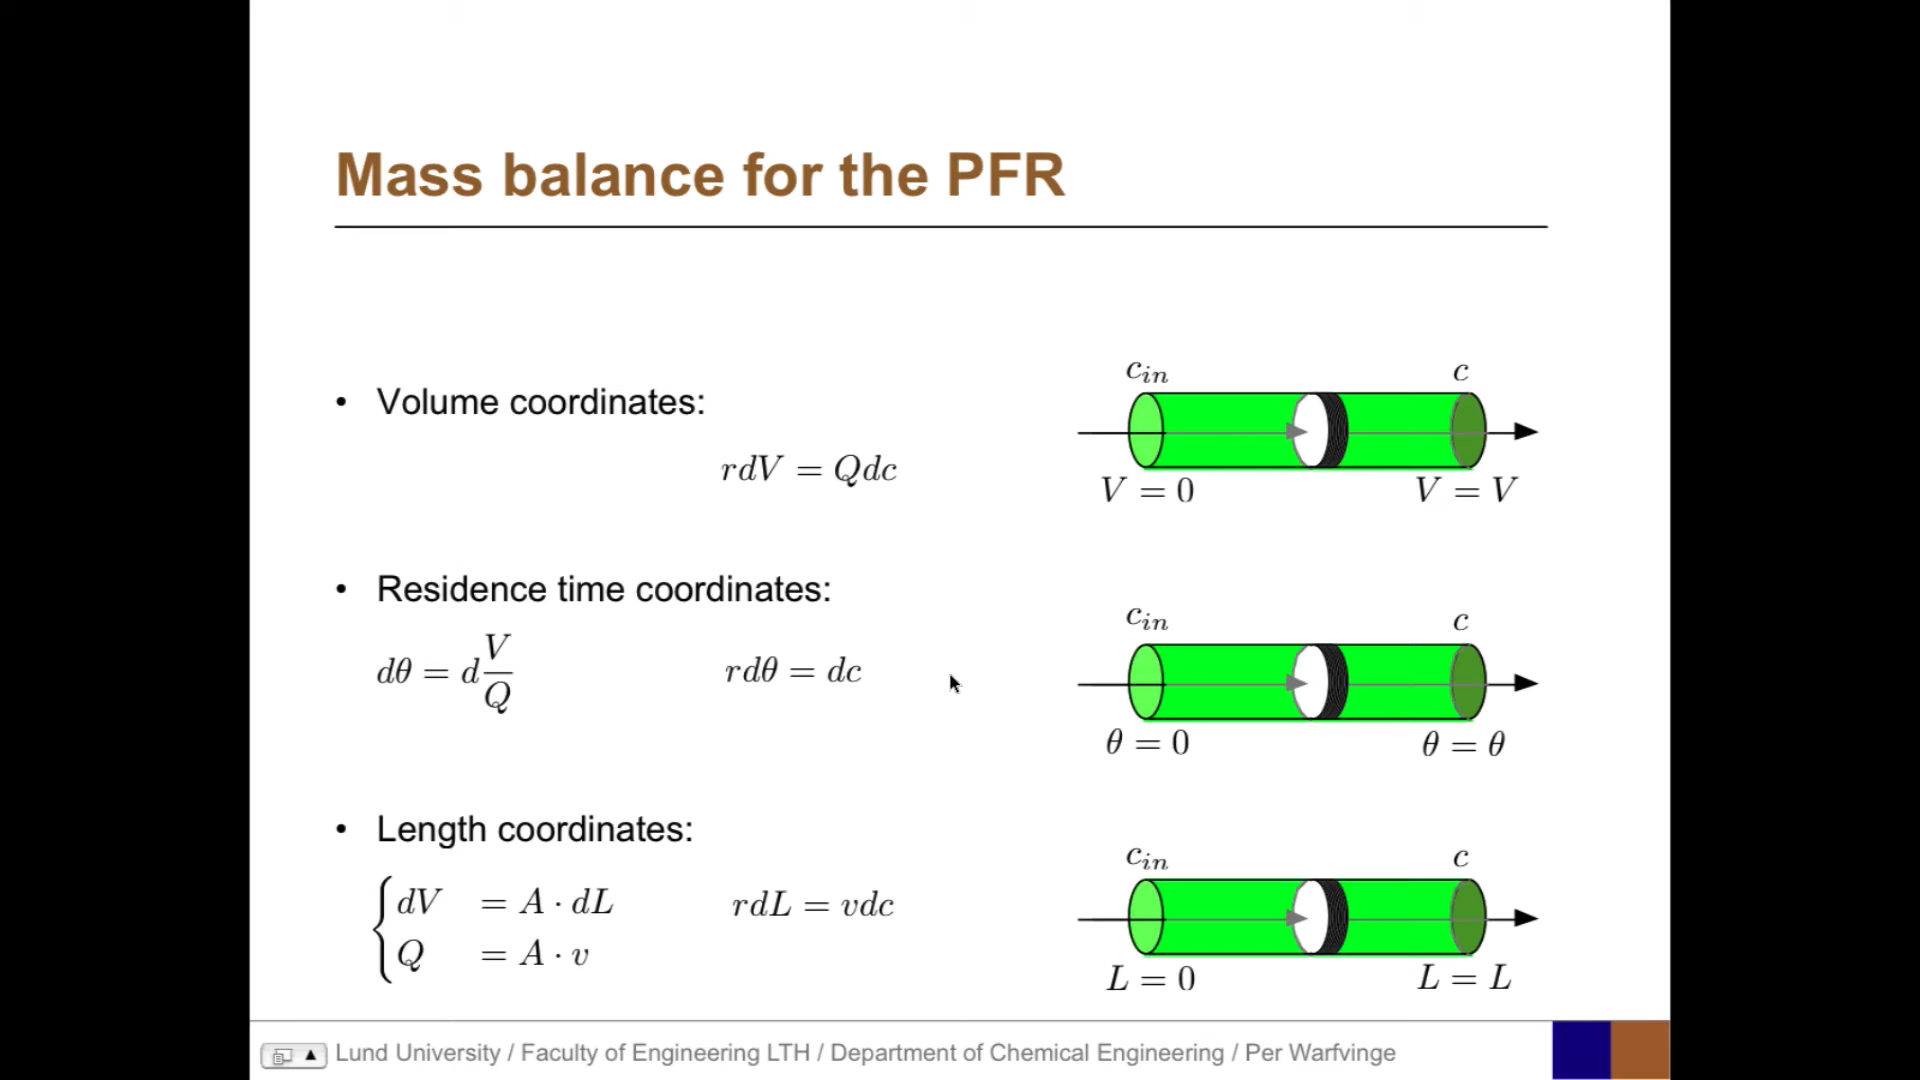 Mass balance for the PFR
• Volume coordinates:
rdV = Qdc
c_in c
V = 0 V = V
• Residence time coordinates:
dθ = d V/Q rdθ = dc
c_in c
θ = 0 θ = θ
• Length coordinates:
{ dV = A · dL
Q = A · v
rdL = vdc
c_in c
L = 0 L = L
Lund University / Faculty of Engineering LTH / Department of Chemical Engineering / Per Warfvinge